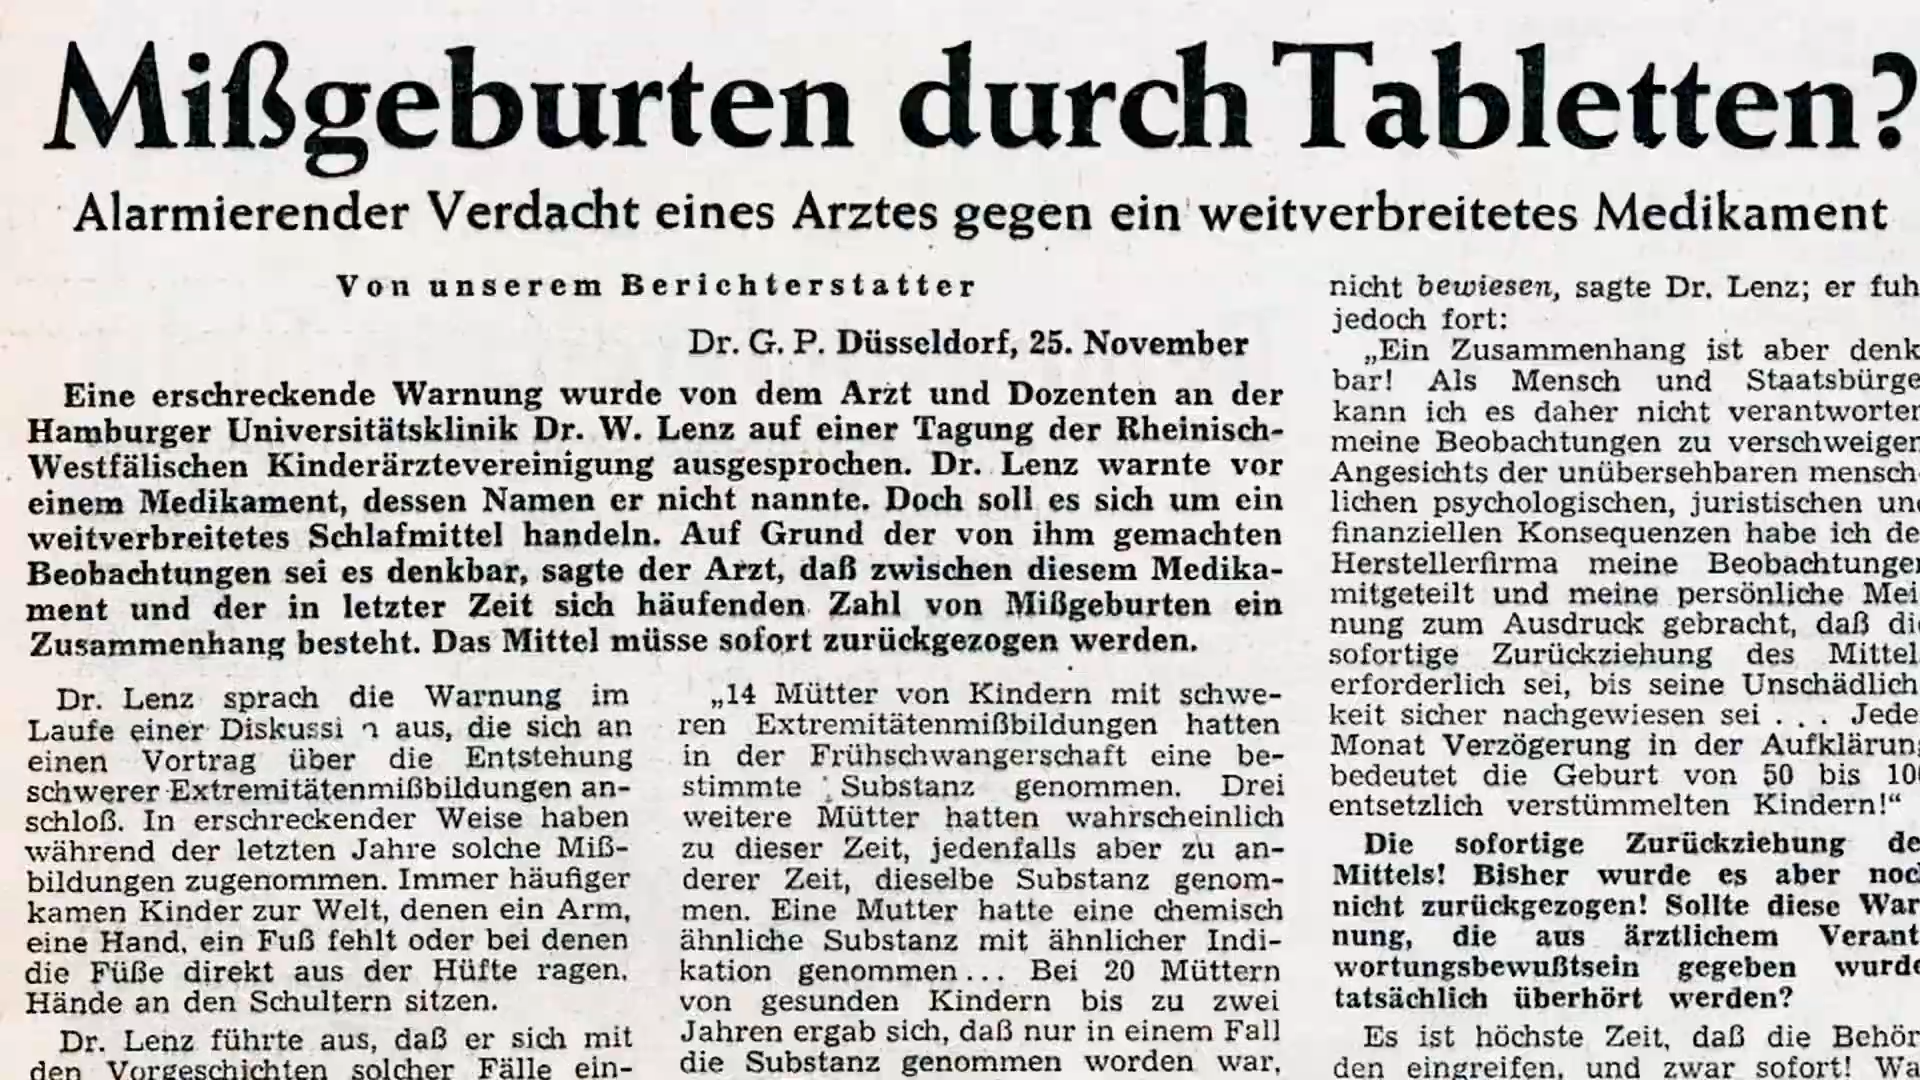 Mißgeburten durch Tabletten?
Alarmierender Verdacht eines Arztes gegen ein weitverbreitetes Medikament
Von unserem Berichterstatter
Dr. G. P. Düsseldorf, 25. November
Eine erschreckende Warnung wurde von dem Arzt und Dozenten an der
Hamburger Universitätsklinik Dr. W. Lenz auf einer Tagung der Rheinisch-
Westfälischen Kinderärztevereinigung ausgesprochen. Dr. Lenz warnte vor
einem Medikament, dessen Namen er nicht nannte. Doch soll es sich um ein
weitverbreitetes Schlafmittel handeln. Auf Grund der von ihm gemachten
Beobachtungen sei es denkbar, sagte der Arzt, daß zwischen diesem Medika-
ment und der in letzter Zeit sich häufenden Zahl von Mißgeburten ein
Zusammenhang besteht. Das Mittel müsse sofort zurückgezogen werden.
Dr. Lenz sprach die Warnung im
Laufe einer Diskussi n aus, die sich an
einen Vortrag über die Entstehung
schwerer Extremitätenmißbildungen an-
schloß. In erschreckender Weise haben
während der letzten Jahre solche Miß-
bildungen zugenommen. Immer häufiger
kamen Kinder zur Welt, denen ein Arm,
eine Hand, ein Fuß fehlt oder bei denen
die Füße direkt aus der Hüfte ragen,
Hände an den Schultern sitzen.
Dr. Lenz führte aus, daß er sich mit
den Vorgeschichten solcher Fälle ein-
„14 Mütter von Kindern mit schwe-
ren Extremitätenmißbildungen hatten
in der Frühschwangerschaft eine be-
stimmte Substanz genommen. Drei
weitere Mütter hatten wahrscheinlich
zu dieser Zeit, jedenfalls aber zu an-
derer Zeit, dieselbe Substanz genom-
men. Eine Mutter hatte eine chemisch
ähnliche Substanz mit ähnlicher Indi-
kation genommen... Bei 20 Müttern
von gesunden Kindern bis zu zwei
Jahren ergab sich, daß nur in einem Fall
die Substanz genommen worden war,
nicht bewiesen, sagte Dr. Lenz; er fuh
jedoch fort:
„Ein Zusammenhang ist aber denk
bar! Als Mensch und Staatsbürge
kann ich es daher nicht verantworten
meine Beobachtungen zu verschweigen
Angesichts der unübersehbaren mensch-
lichen psychologischen, juristischen und
finanziellen Konsequenzen habe ich de
Herstellerfirma meine Beobachtungen
mitgeteilt und meine persönliche Mei
nung zum Ausdruck gebracht, daß die
sofortige Zurückziehung des Mittel
erforderlich sei, bis seine Unschädlich
keit sicher nachgewiesen sei . . . Jede
Monat Verzögerung in der Aufklärung
bedeutet die Geburt von 50 bis 100
entsetzlich verstümmelten Kindern!“
Die sofortige Zurückziehung de
Mittels! Bisher wurde es aber noc
nicht zurückgezogen! Sollte diese War
nung, die aus ärztlichem Verant
wortungsbewußtsein gegeben wurde
tatsächlich überhört werden?
Es ist höchste Zeit, daß die Behör
den eingreifen, und zwar sofort! Wa